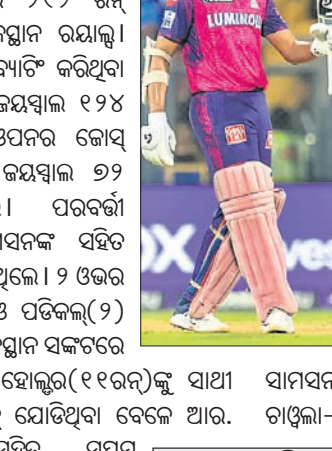 ସ୍ଥାନ ରୟାଲ୍ସ।
ବ୍ୟାଟିଂ କରିଥିବା
ଜୟସ୍ୱାଲ ୧୨୪
ଓପନର ଜୋସ୍
ଜୟସ୍ୱାଲ ୭୨
ପରବର୍ତ୍ତୀ
ସନଙ୍କ ସହିତ
ଥିଲେ। ୨ ଓଭର
ଓ ପଡିକଲ୍(୨)
ସ୍ଥାନ ସଙ୍କଟରେ
ହୋଲ୍ଡର(୧୧ରନ୍)ଙ୍କୁ ସାଥୀ
ଯୋଡିଥିବା ବେଳେ ଆର.
ସାମସନ
ଚାୱଲା-
LUMINOU